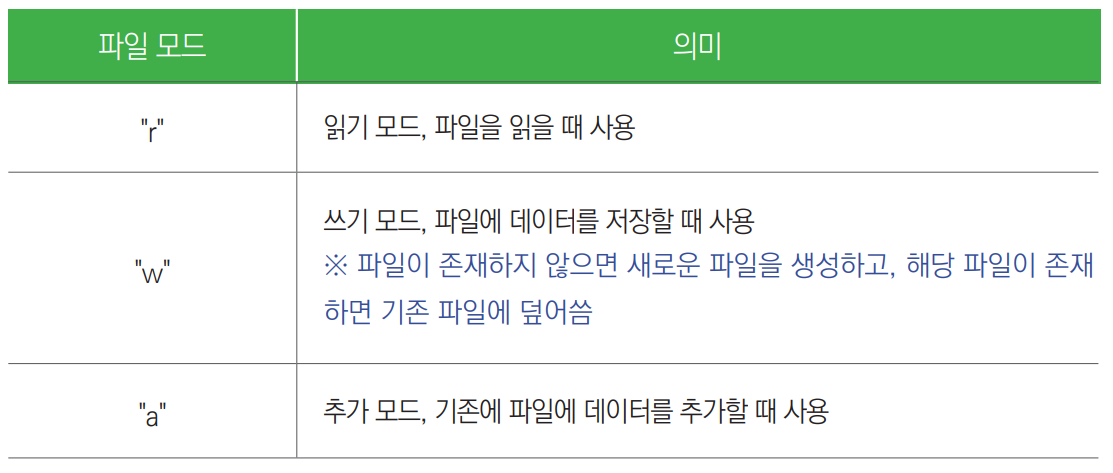 파일 모드
의미
"r"
읽기 모드, 파일을 읽을 때 사용
"w"
쓰기 모드, 파일에 데이터를 저장할 때 사용
※ 파일이 존재하지 않으면 새로운 파일을 생성하고, 해당 파일이 존재
하면 기존 파일에 덮어씀
"a"
추가 모드, 기존에 파일에 데이터를 추가할 때 사용